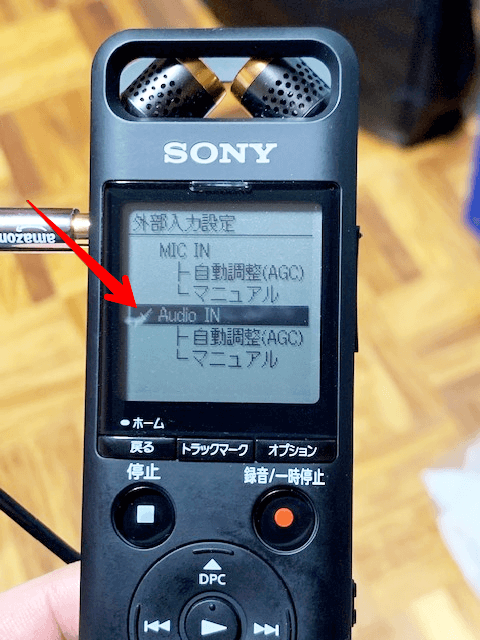 SONY
外部入力設定
MIC IN
├自動調整(AGC)
└マニュアル
Audio IN
├自動調整(AGC)
└マニュアル
amazon
ホーム
戻る トラックマーク オプション
停止 録音/一時停止
DPC